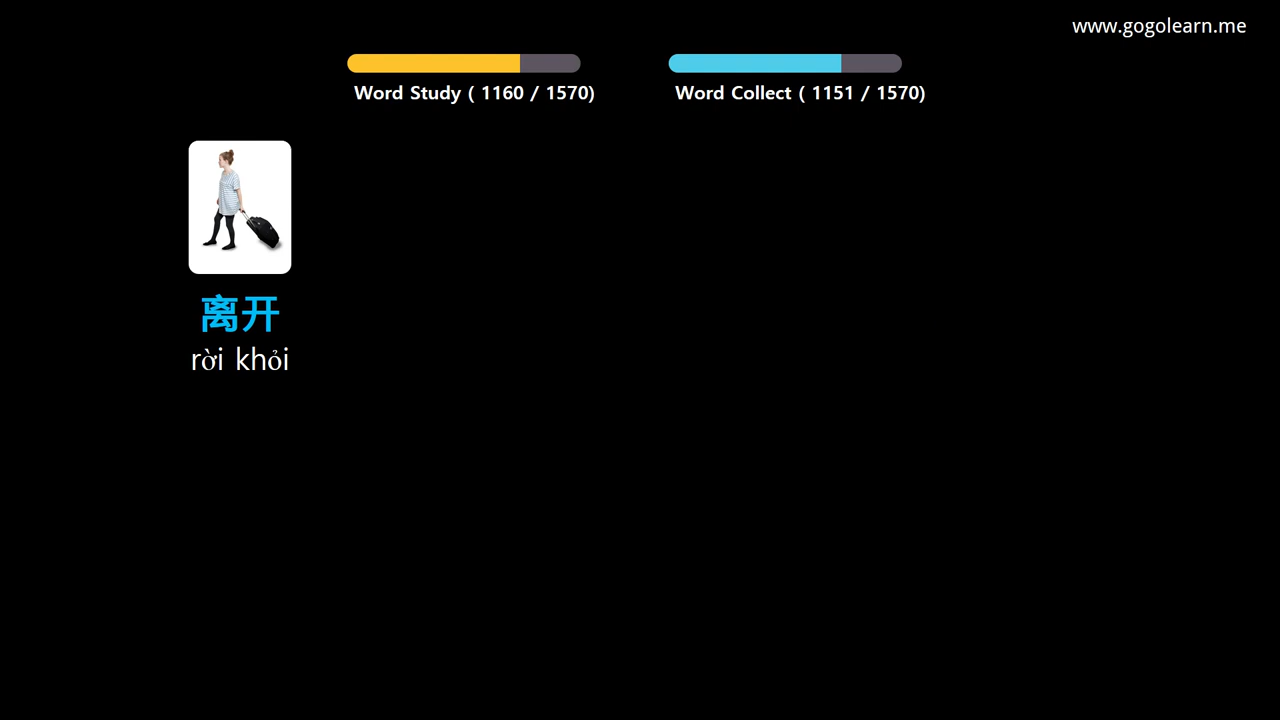 www.gogolearn.me
Word Study ( 1160 / 1570)
Word Collect ( 1151 / 1570)
离开
rời khỏi